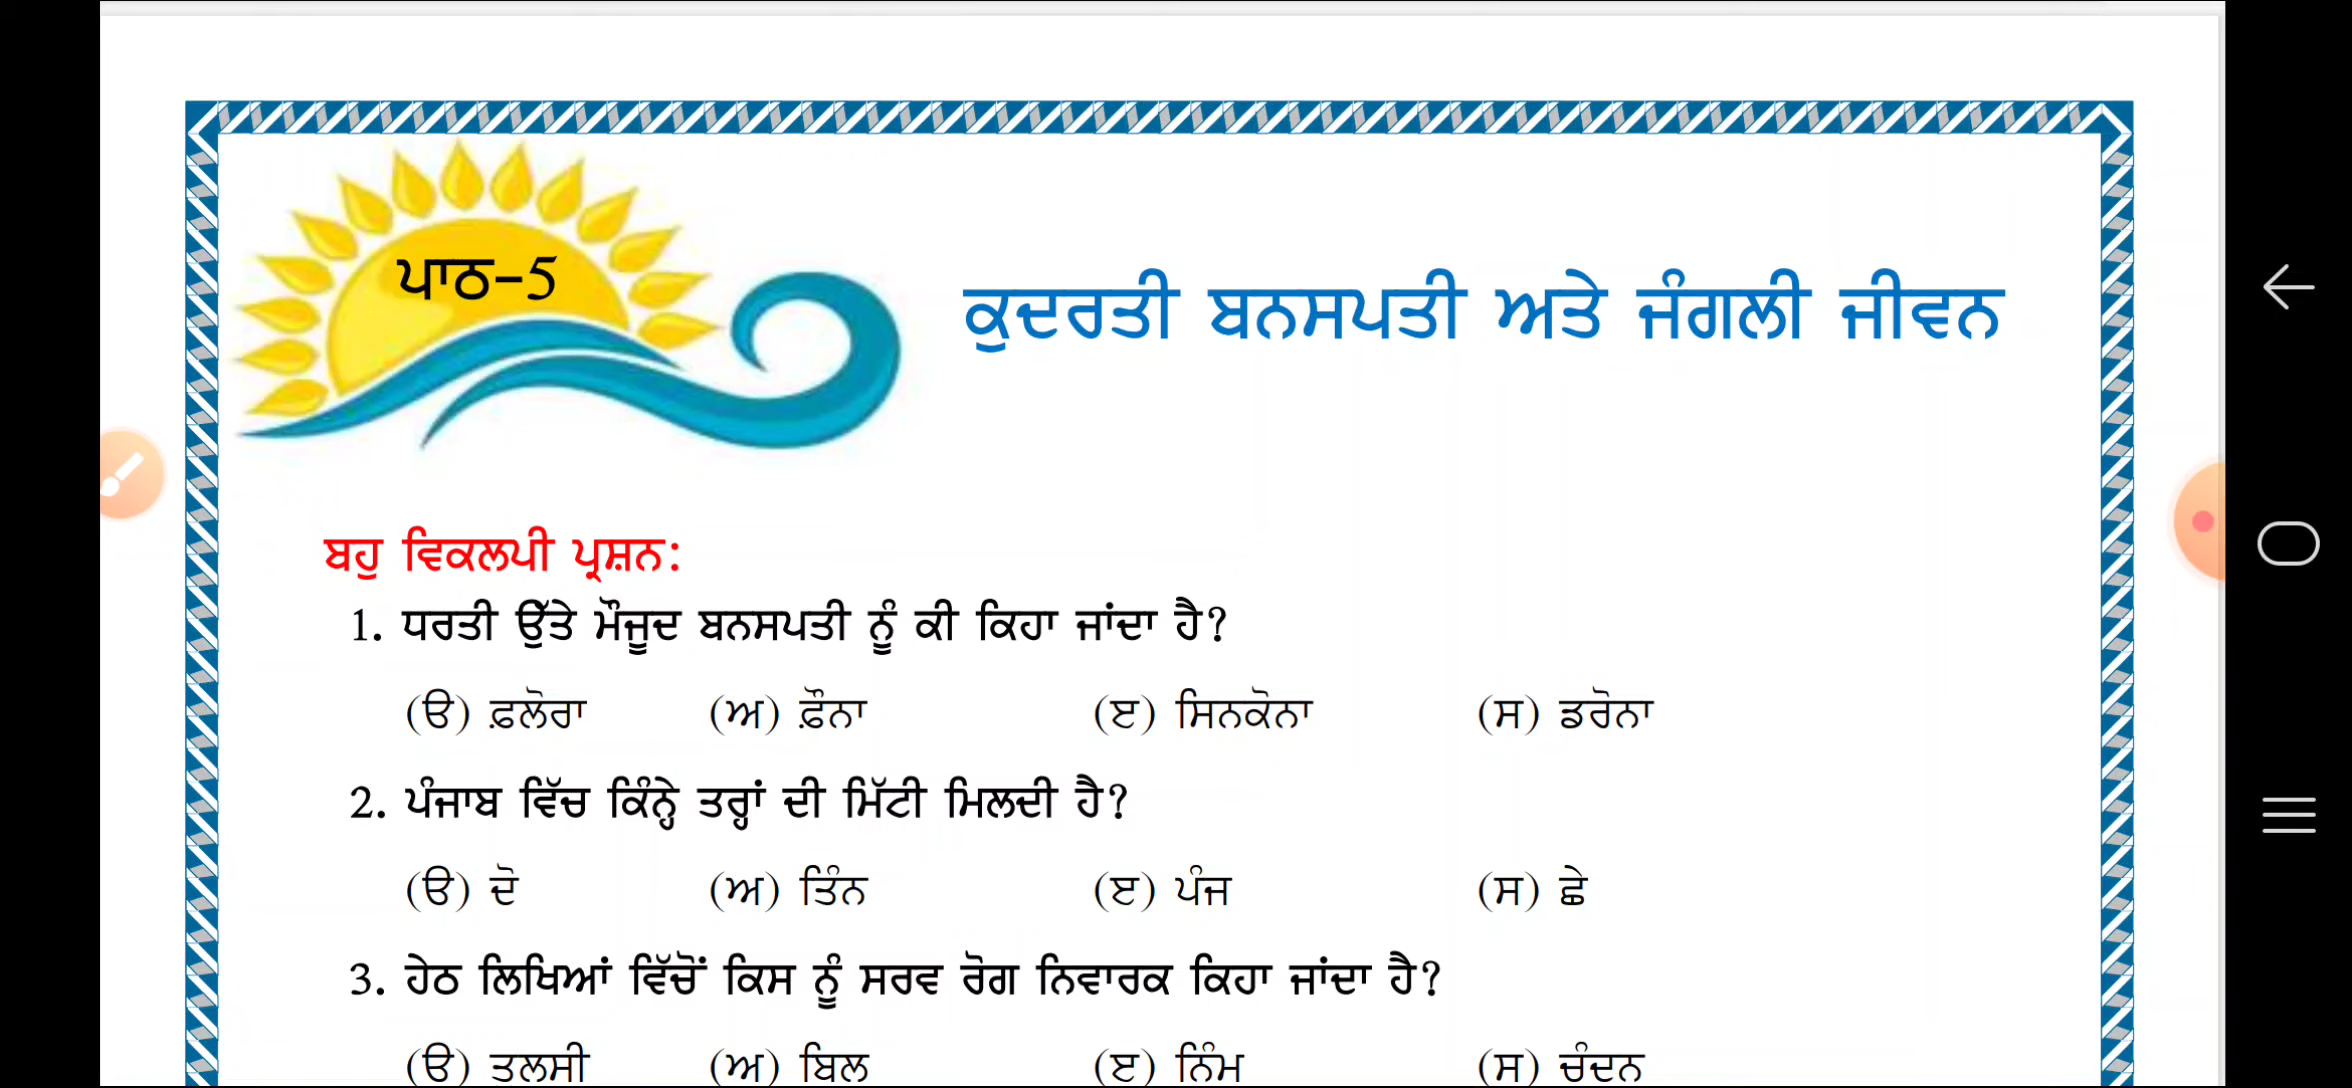 ਪਾਠ-5
ਕੁਦਰਤੀ ਬਨਸਪਤੀ ਅਤੇ ਜੰਗਲੀ ਜੀਵਨ
ਬਹੁ ਵਿਕਲਪੀ ਪ੍ਰਸ਼ਨ:
1. ਧਰਤੀ ਉੱਤੇ ਮੌਜੂਦ ਬਨਸਪਤੀ ਨੂੰ ਕੀ ਕਿਹਾ ਜਾਂਦਾ ਹੈ?
(ੳ) ਫ਼ਲੋਰਾ (ਅ) ਫ਼ੌਨਾ (ੲ) ਸਿਨਕੋਨਾ (ਸ) ਡਰੋਨਾ
2. ਪੰਜਾਬ ਵਿੱਚ ਕਿੰਨ੍ਹੇ ਤਰ੍ਹਾਂ ਦੀ ਮਿੱਟੀ ਮਿਲਦੀ ਹੈ?
(ੳ) ਦੋ (ਅ) ਤਿੰਨ (ੲ) ਪੰਜ (ਸ) ਛੇ
3. ਹੇਠ ਲਿਖਿਆਂ ਵਿੱਚੋਂ ਕਿਸ ਨੂੰ ਸਰਵ ਰੋਗ ਨਿਵਾਰਕ ਕਿਹਾ ਜਾਂਦਾ ਹੈ?
(ੳ) ਤਲਸੀ (ਅ) ਬਿਲ (ੲ) ਨਿੰਮ (ਸ) ਚੰਦਨ